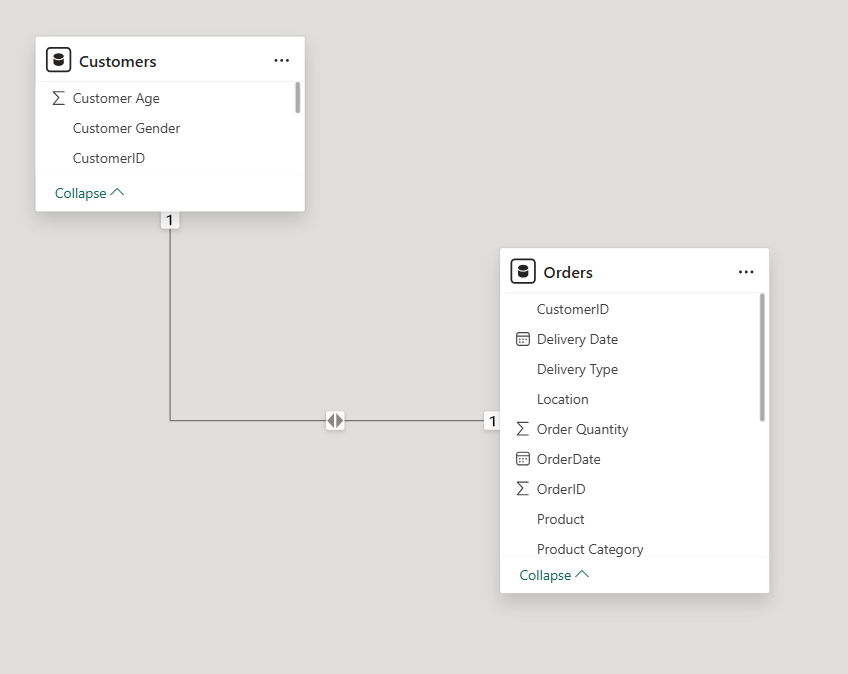 Customers
Customer Age
Customer Gender
CustomerID
Collapse
1
Orders
CustomerID
Delivery Date
Delivery Type
Location
Order Quantity
OrderDate
OrderID
Product
Product Category
Collapse
1